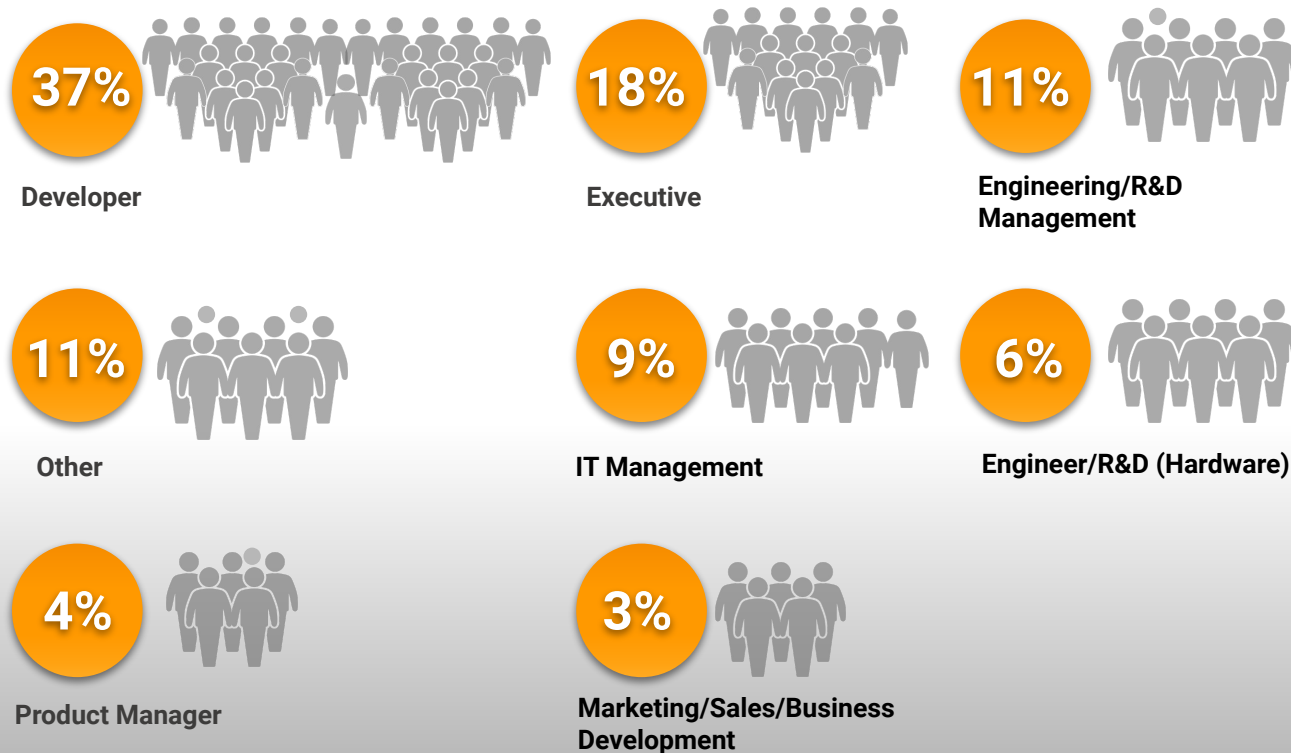 37%
Developer
18%
Executive
11%
Engineering/R&D
Management
11%
Other
9%
IT Management
6%
Engineer/R&D (Hardware)
4%
Product Manager
3%
Marketing/Sales/Business
Development